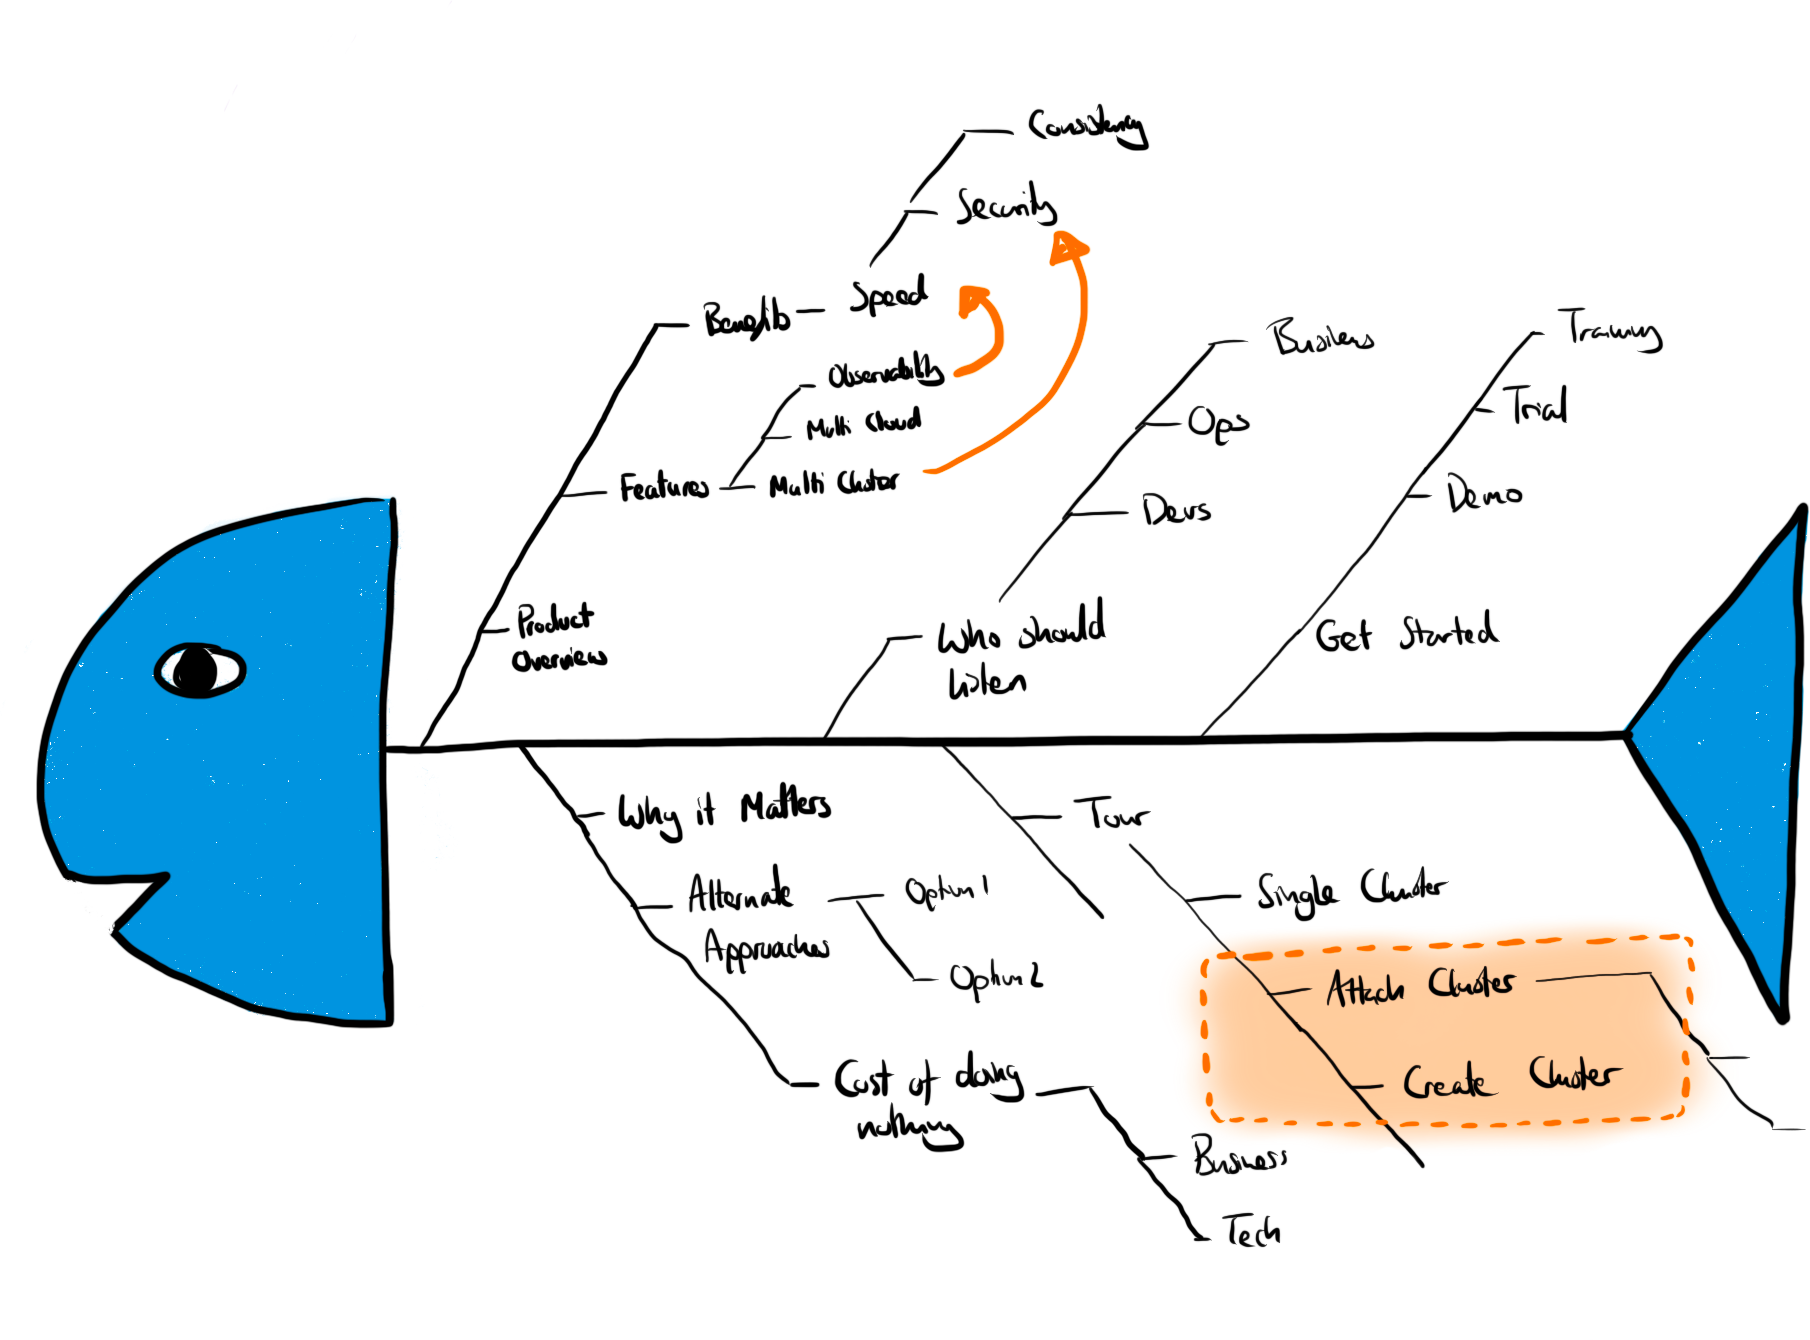 Consistency
Security
Benefits
Speed
Observability
Multi Cloud
Features
Multi Cluster
Product
Overview
Business
Ops
Devs
Who should
listen
Training
Trial
Demo
Get Started
Why it Matters
Alternate
Approaches
Option 1
Option 2
Cost of doing
nothing
Business
Tech
Tour
Single Cluster
Attach Cluster
Create Cluster